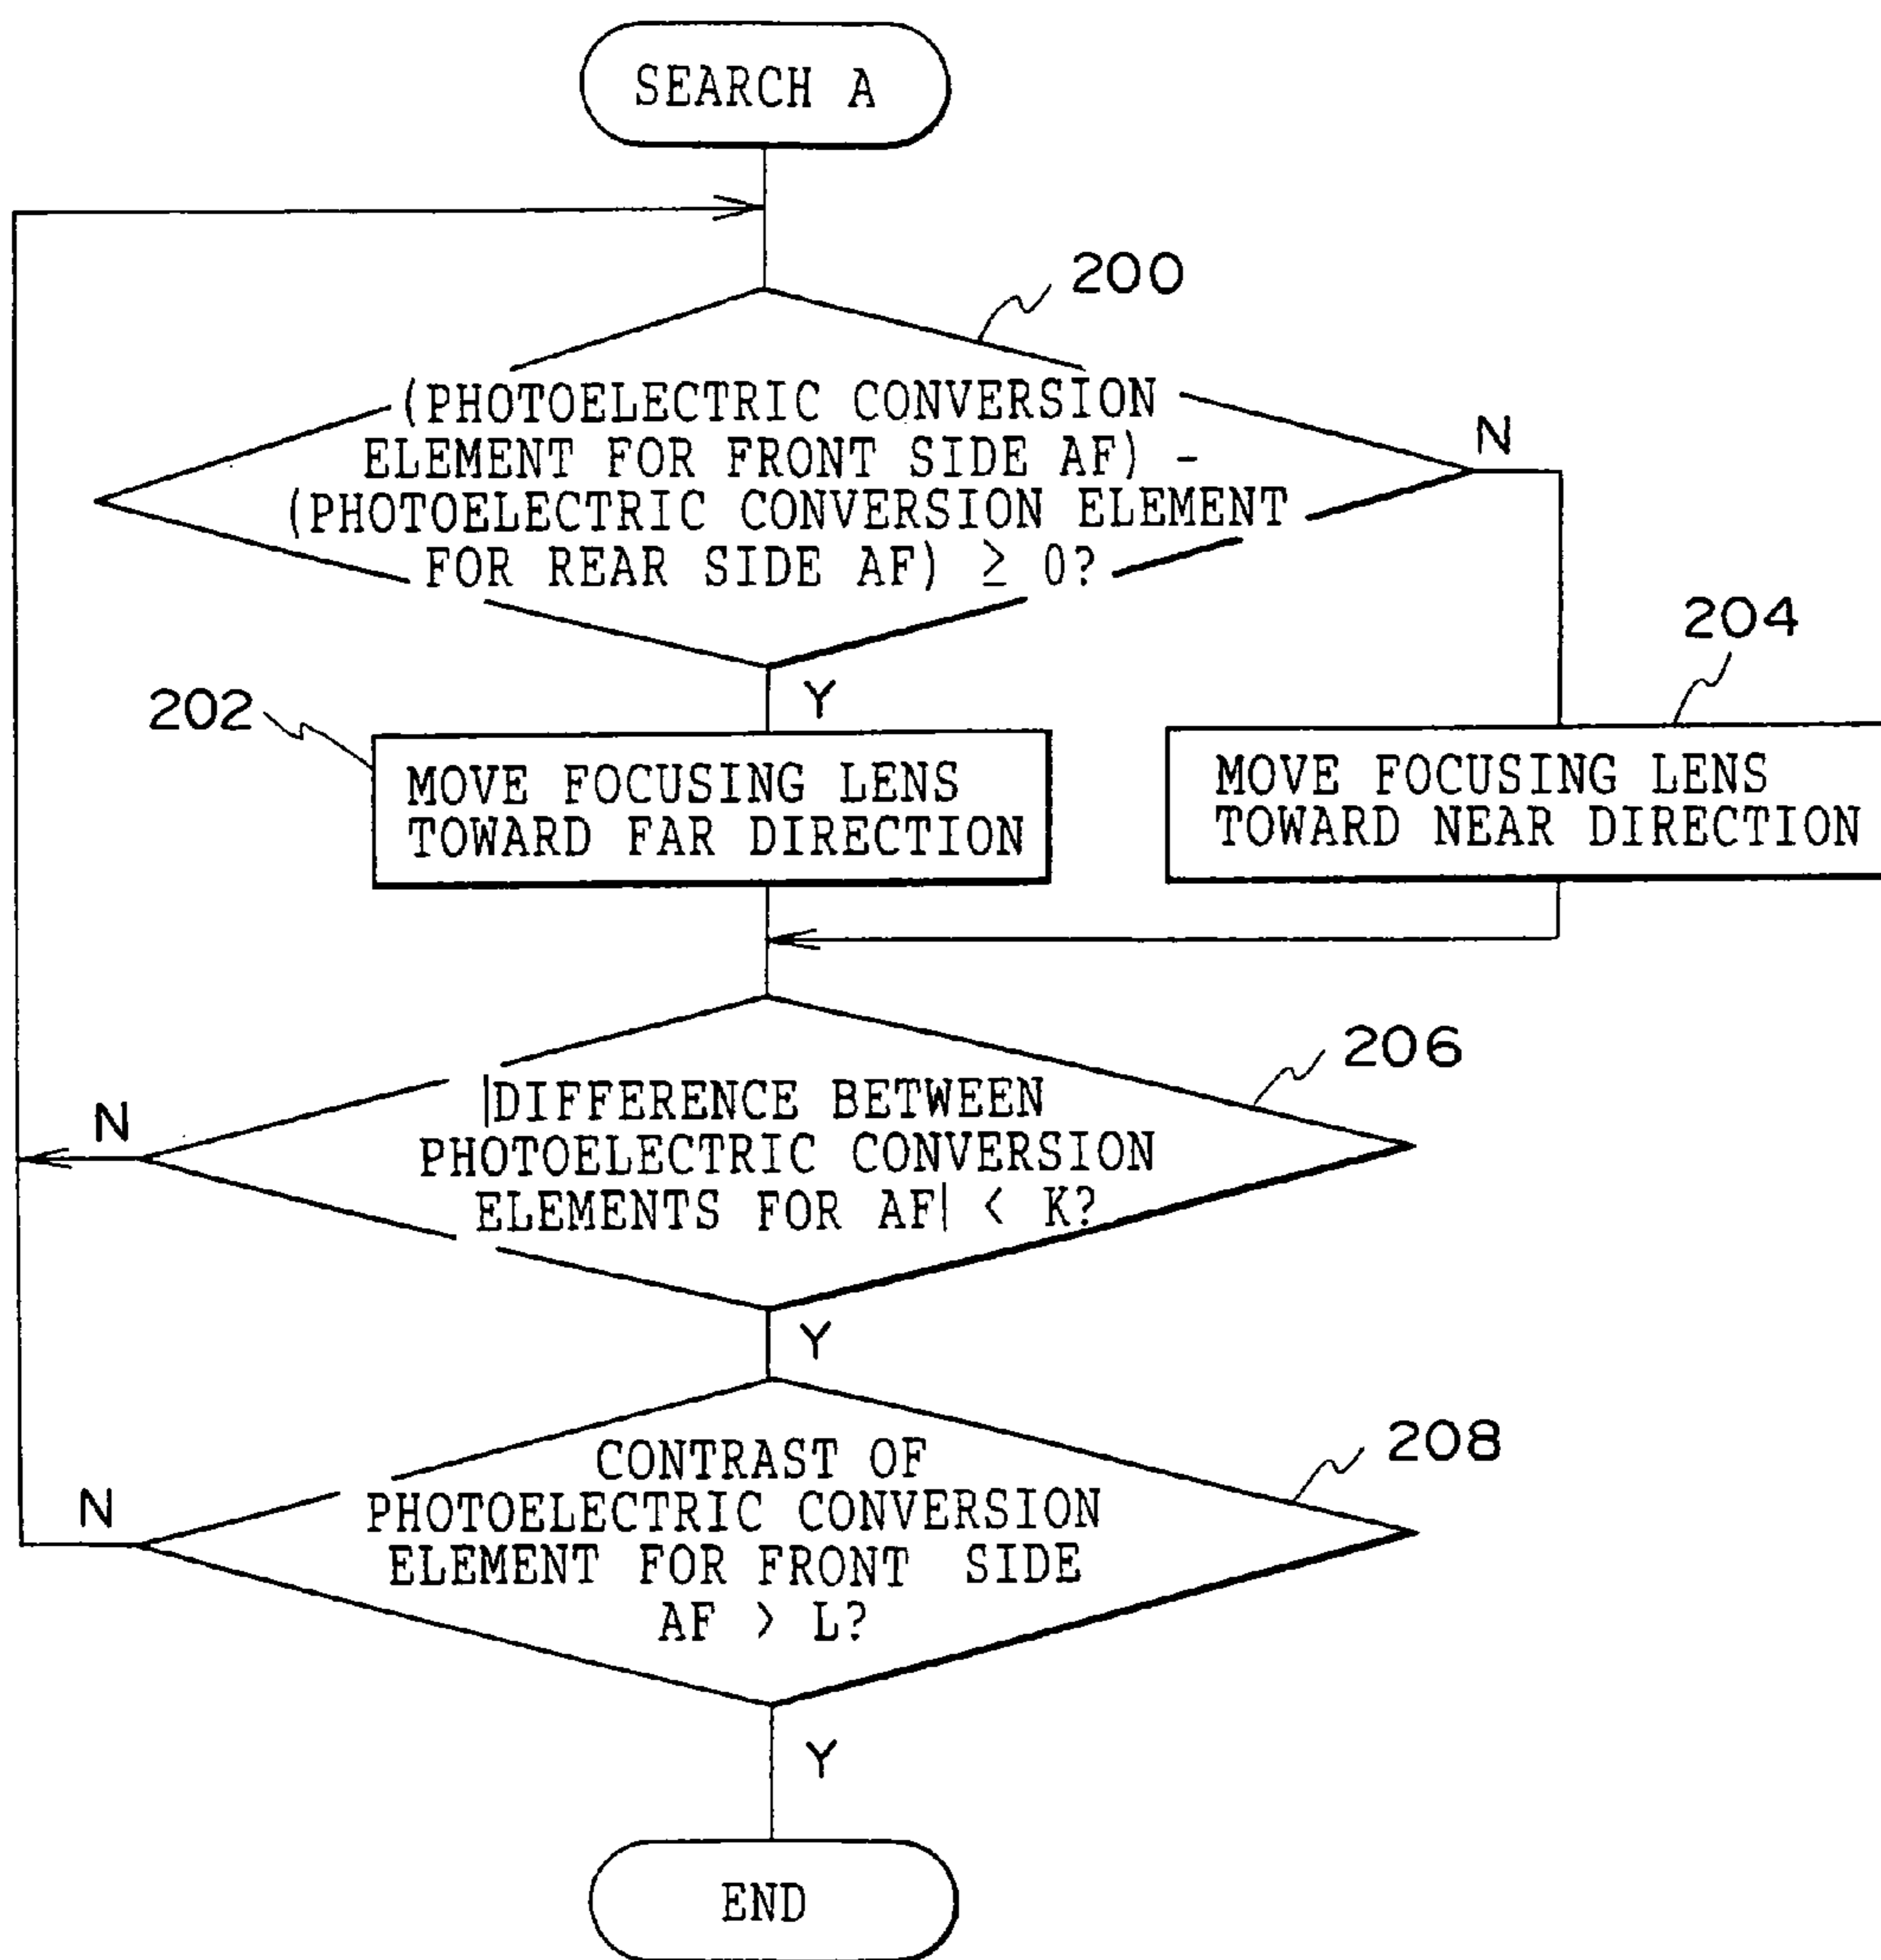 SEARCH A
200
(PHOTOELECTRIC CONVERSION
ELEMENT FOR FRONT SIDE AF) -
(PHOTOELECTRIC CONVERSION ELEMENT
FOR REAR SIDE AF) ≥ 0?
N
Y
202
MOVE FOCUSING LENS
TOWARD FAR DIRECTION
204
MOVE FOCUSING LENS
TOWARD NEAR DIRECTION
206
|DIFFERENCE BETWEEN
PHOTOELECTRIC CONVERSION
ELEMENTS FOR AF| < K?
N
Y
208
CONTRAST OF
PHOTOELECTRIC CONVERSION
ELEMENT FOR FRONT SIDE
AF > L?
N
Y
END